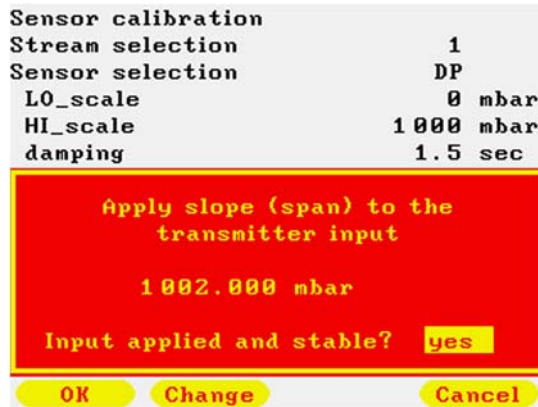 Sensor calibration
Stream selection 1
Sensor selection DP
LO_scale 0 mbar
HI_scale 1000 mbar
damping 1.5 sec
Apply slope (span) to the
transmitter input
1002.000 mbar
Input applied and stable? yes
OK Change Cancel